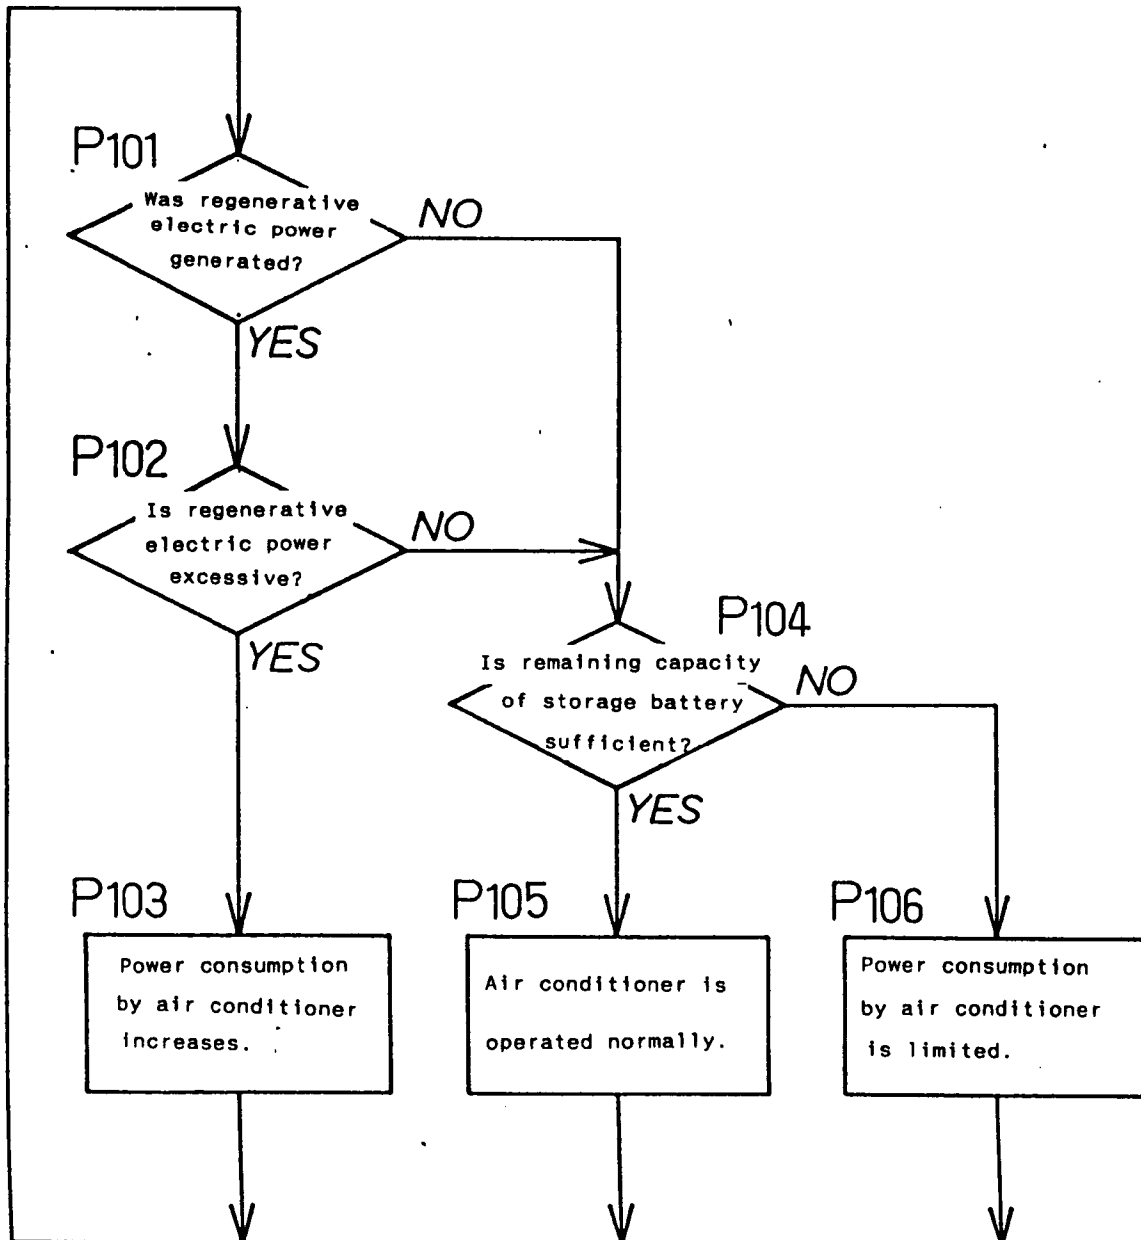 P101
Was regenerative
electric power
generated?
NO
YES
P102
Is regenerative
electric power
excessive?
NO
YES
P104
Is remaining capacity
of storage battery
sufficient?
NO
YES
P103
Power consumption
by air conditioner
increases.
P105
Air conditioner is
operated normally.
P106
Power consumption
by air conditioner
is limited.